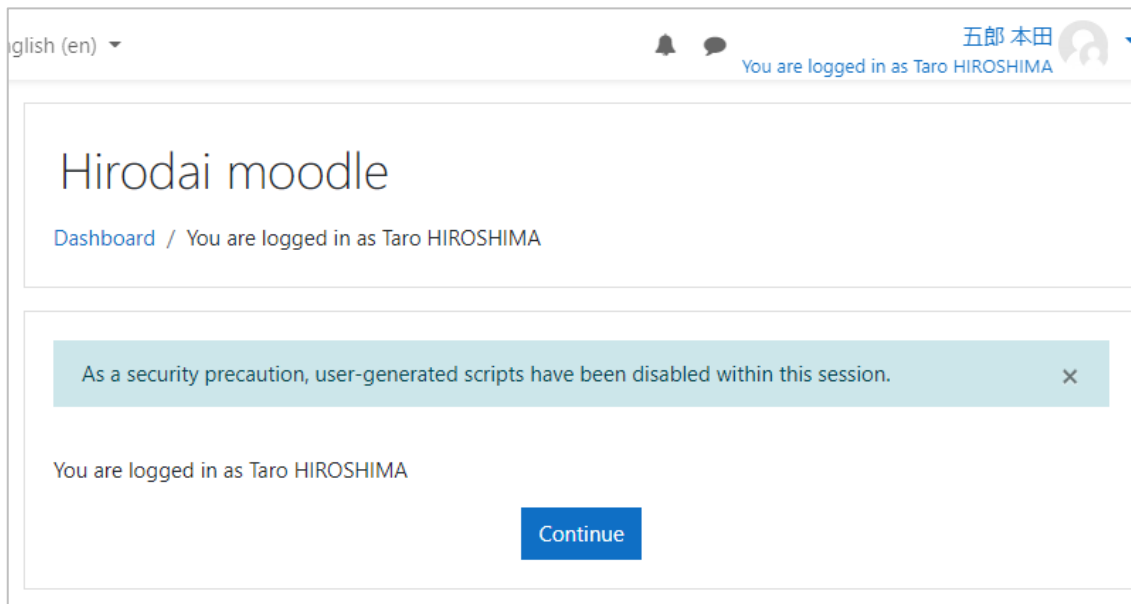 nglish (en)
五郎 本田
You are logged in as Taro HIROSHIMA
Hirodai moodle
Dashboard / You are logged in as Taro HIROSHIMA
As a security precaution, user-generated scripts have been disabled within this session. ×
You are logged in as Taro HIROSHIMA
Continue